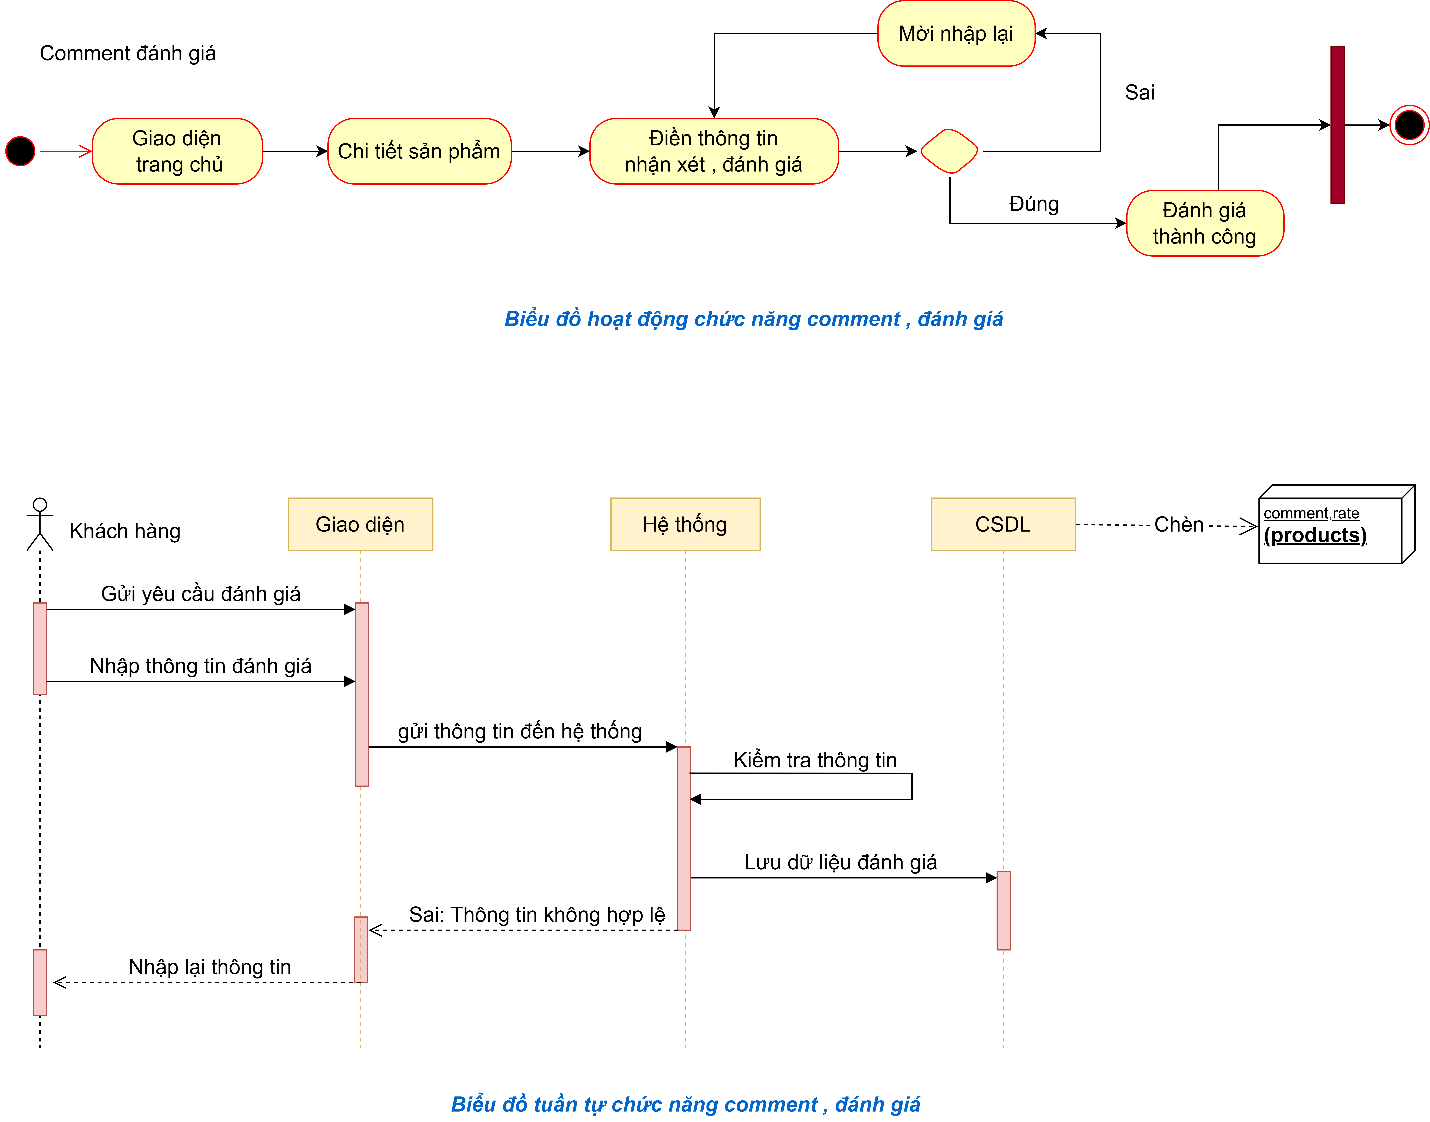 Mời nhập lại
Comment đánh giá
Sai
Giao diện
trang chủ
Chi tiết sản phẩm
Điền thông tin
nhận xét , đánh giá
Đúng
Đánh giá
thành công
Biểu đồ hoạt động chức năng comment , đánh giá
Khách hàng
Giao diện
Hệ thống
CSDL
Chèn
comment,rate
(products)
Gửi yêu cầu đánh giá
Nhập thông tin đánh giá
gửi thông tin đến hệ thống
Kiểm tra thông tin
Lưu dữ liệu đánh giá
Sai: Thông tin không hợp lệ
Nhập lại thông tin
Biểu đồ tuần tự chức năng comment , đánh giá